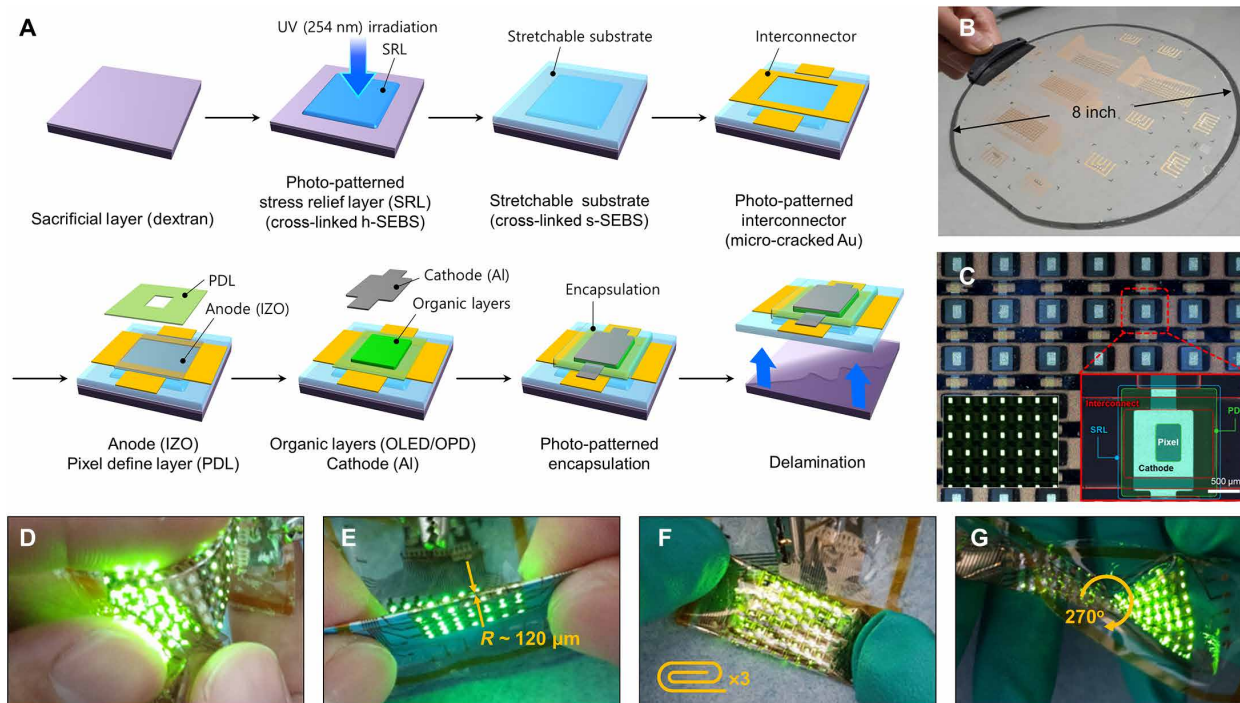 A
UV (254 nm) irradiation
SRL
Stretchable substrate
Interconnector
Sacrificial layer (dextran)
Photo-patterned
stress relief layer (SRL)
(cross-linked h-SEBS)
Stretchable substrate
(cross-linked s-SEBS)
Photo-patterned
interconnector
(micro-cracked Au)
PDL
Anode (IZO)
Cathode (Al)
Organic layers
Encapsulation
Anode (IZO)
Pixel define layer (PDL)
Organic layers (OLED/OPD)
Cathode (Al)
Photo-patterned
encapsulation
Delamination
B
8 inch
C
Interconnect
PD
SRL
Pixel
Cathode
500 µm
D
E
R ~ 120 µm
F
×3
G
270°